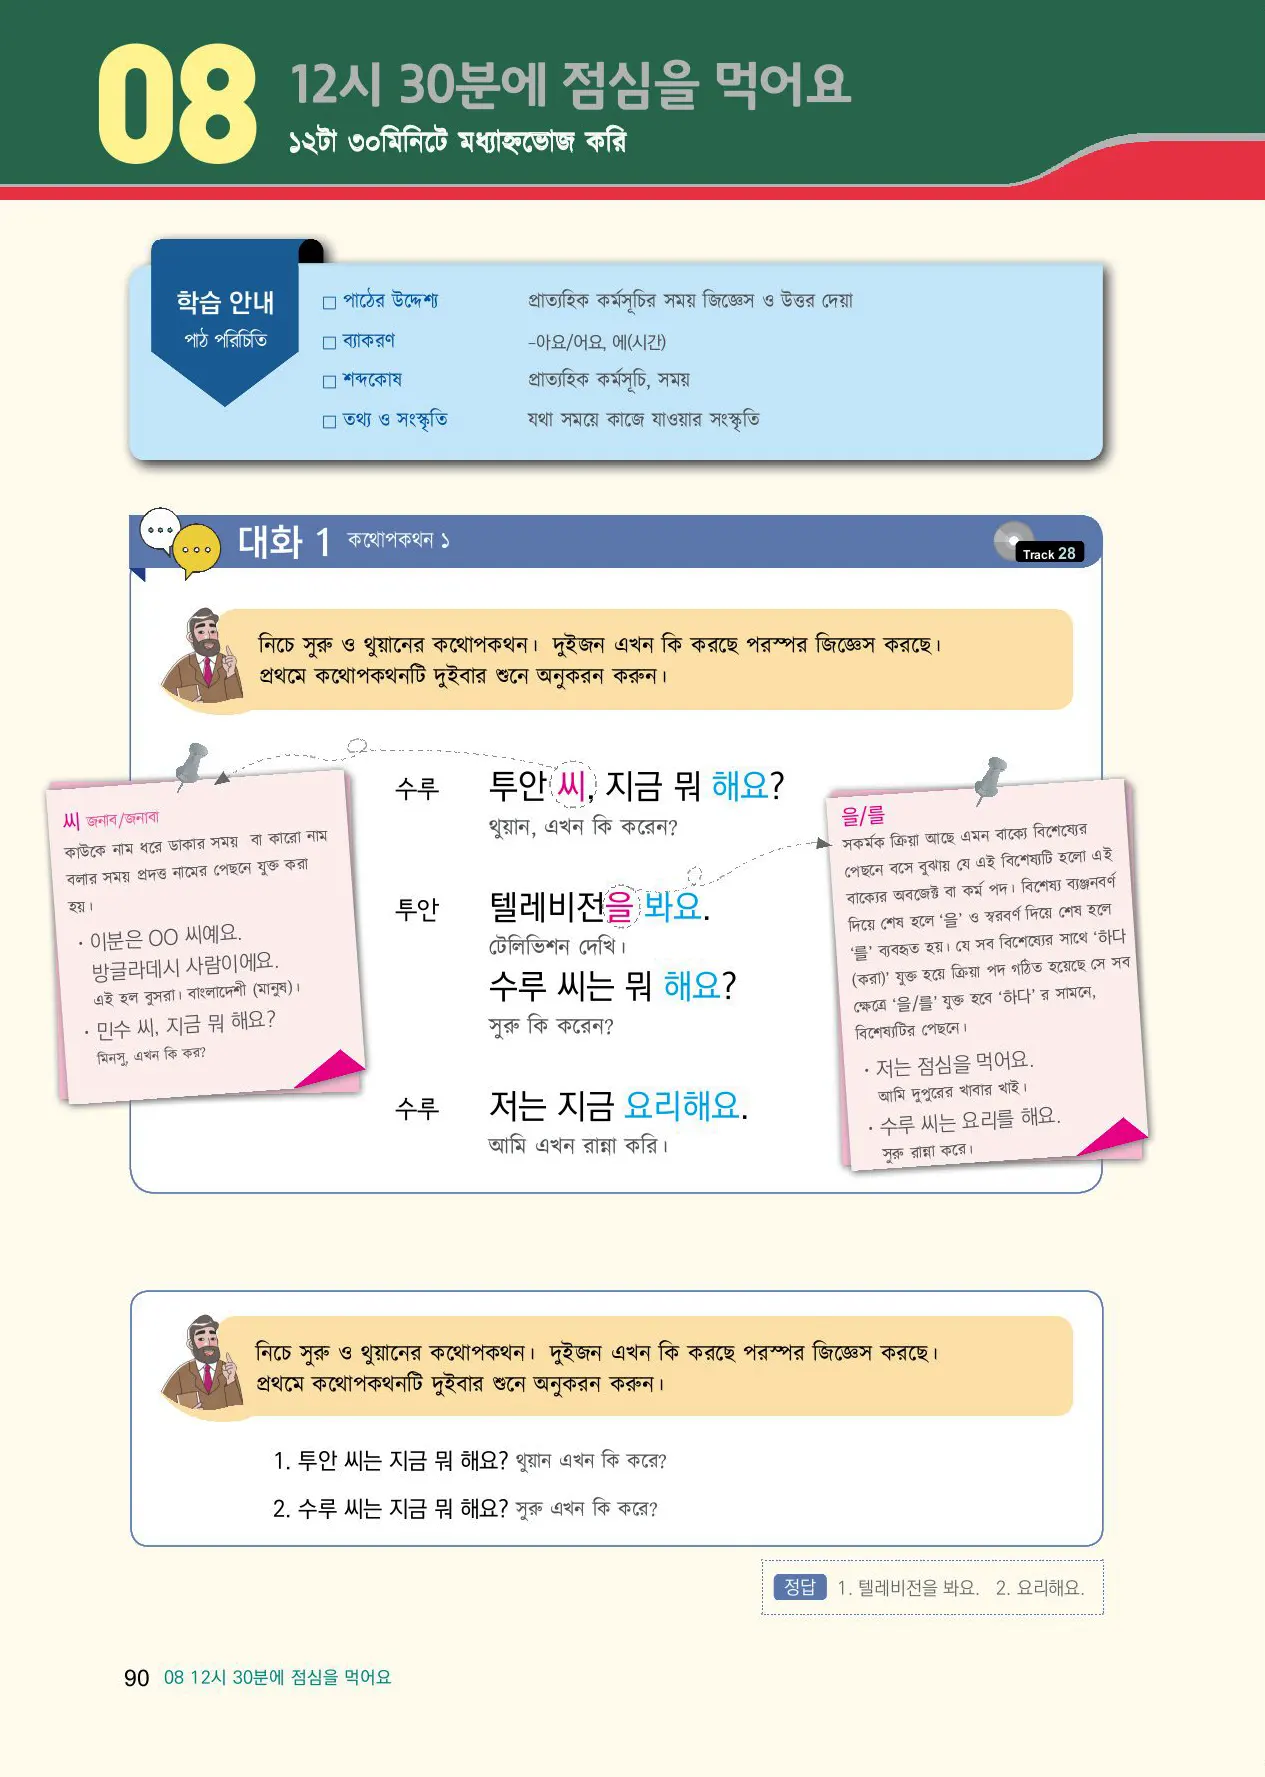 08
12시 30분에 점심을 먹어요
১২টা ৩০মিনিটে মধ্যাহ্নভোজ করি
학습 안내
পাঠ পরিচিতি
□ পাঠের উদ্দেশ্য প্রাত্যহিক কর্মসূচির সময় জিজ্ঞেস ও উত্তর দেয়া
□ ব্যাকরণ -아요/어요, 에(시간)
□ শব্দকোষ প্রাত্যহিক কর্মসূচি, সময়
□ তথ্য ও সংস্কৃতি যথা সময়ে কাজে যাওয়ার সংস্কৃতি
대화 1 কথোপকথন ১
Track 28
নিচে সুরু ও থুয়ানের কথোপকথন। দুইজন এখন কি করছে পরস্পর জিজ্ঞেস করছে।
প্রথমে কথোপকথনটি দুইবার শুনে অনুকরন করুন।
수루 투안 씨, 지금 뭐 해요?
থুয়ান, এখন কি করেন?
투안 텔레비전을 봐요.
টেলিভিশন দেখি।
수루 씨는 뭐 해요?
সুরু কি করেন?
수루 저는 지금 요리해요.
আমি এখন রান্না করি।
씨 জনাব/জনাবা
কাউকে নাম ধরে ডাকার সময় বা কারো নাম
বলার সময় প্রদত্ত নামের পেছনে যুক্ত করা
হয়।
· 이분은 OO 씨예요.
방글라데시 사람이에요.
এই হল বুসরা। বাংলাদেশী (মানুষ)।
· 민수 씨, 지금 뭐 해요?
মিনসু, এখন কি কর?
을/를
সকর্মক ক্রিয়া আছে এমন বাক্যে বিশেষ্যের
পেছনে বসে বুঝায় যে এই বিশেষ্যটি হলো এই
বাক্যের অবজেক্ট বা কর্ম পদ। বিশেষ্য ব্যঞ্জনবর্ণ
দিয়ে শেষ হলে ‘을’ ও স্বরবর্ণ দিয়ে শেষ হলে
‘를’ ব্যবহৃত হয়। যে সব বিশেষ্যের সাথে ‘하다
(করা)’ যুক্ত হয়ে ক্রিয়া পদ গঠিত হয়েছে সে সব
ক্ষেত্রে ‘을/를’ যুক্ত হবে ‘하다’ র সামনে,
বিশেষ্যটির পেছনে।
· 저는 점심을 먹어요.
আমি দুপুরের খাবার খাই।
· 수루 씨는 요리를 해요.
সুরু রান্না করে।
নিচে সুরু ও থুয়ানের কথোপকথন। দুইজন এখন কি করছে পরস্পর জিজ্ঞেস করছে।
প্রথমে কথোপকথনটি দুইবার শুনে অনুকরন করুন।
1. 투안 씨는 지금 뭐 해요? থুয়ান এখন কি করে?
2. 수루 씨는 지금 뭐 해요? সুরু এখন কি করে?
정답 1. 텔레비전을 봐요. 2. 요리해요.
90 08 12시 30분에 점심을 먹어요